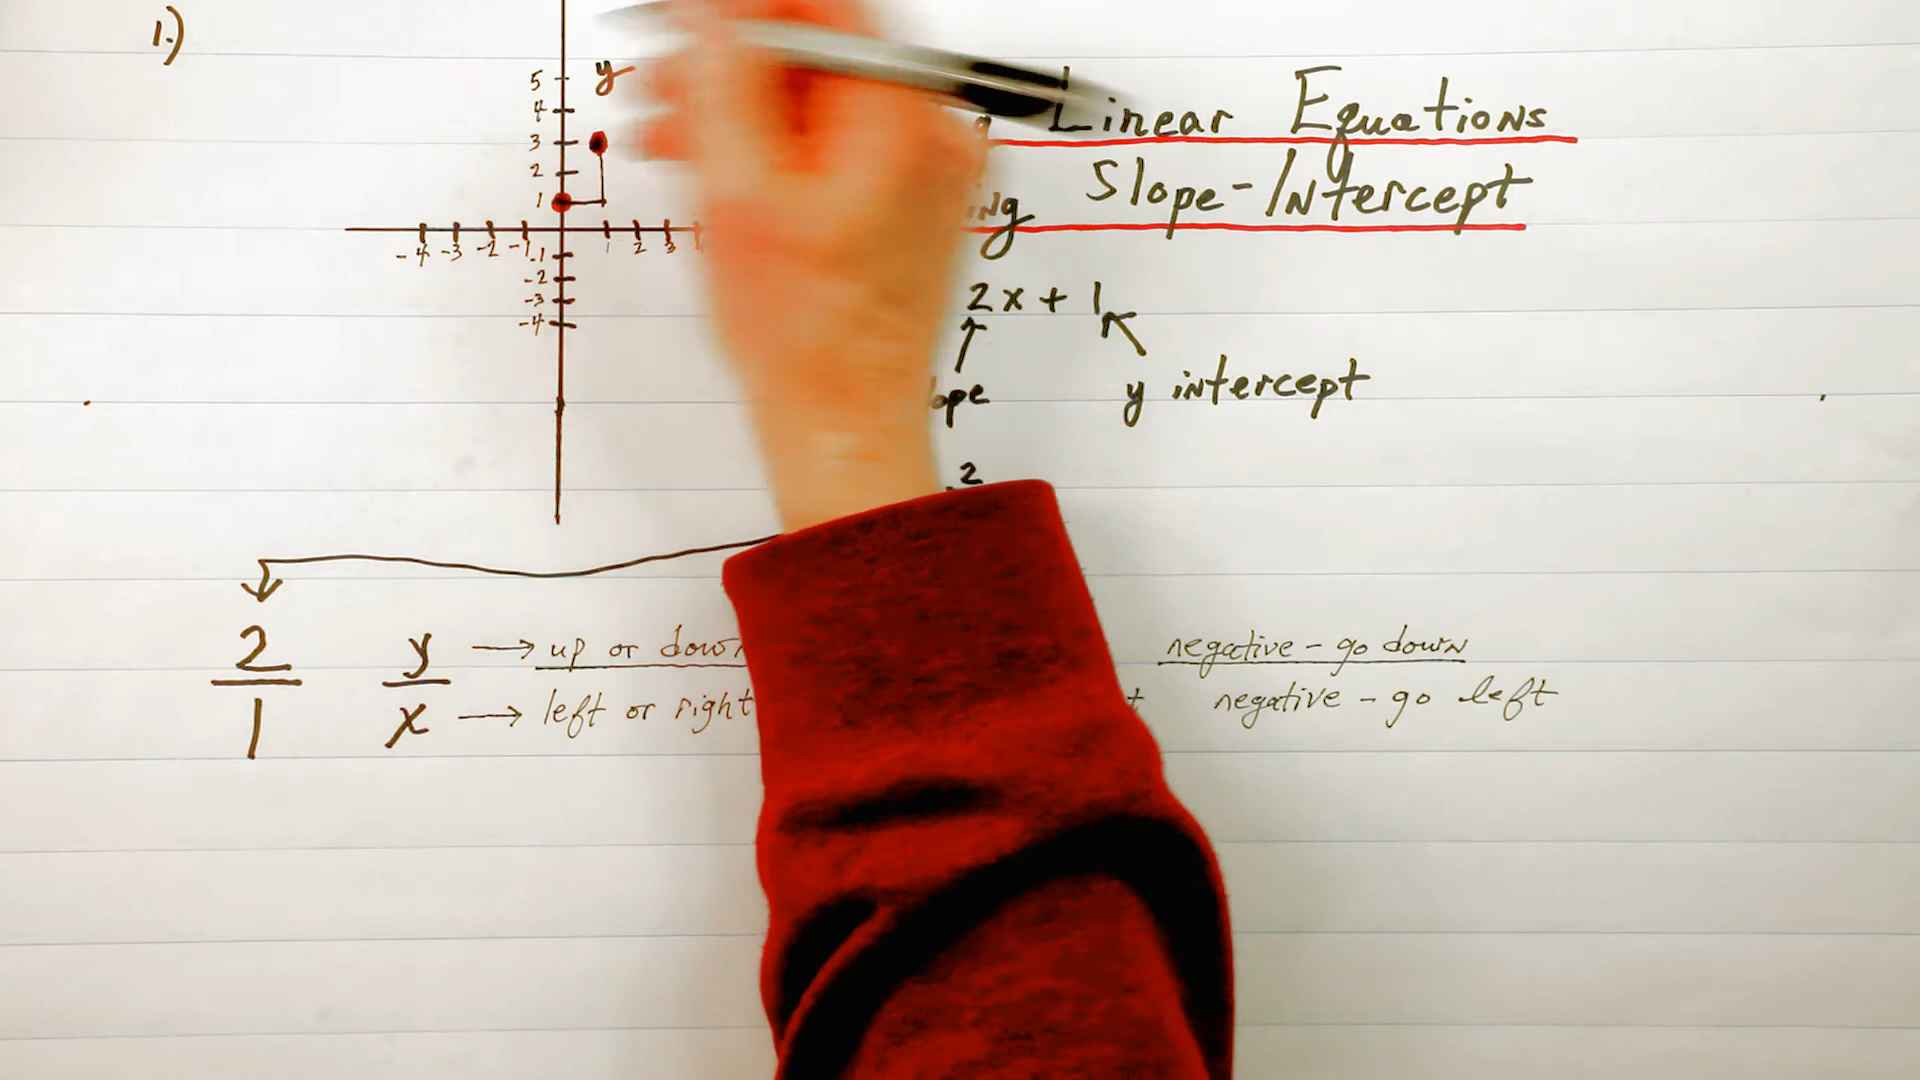 1.)
y
5
4
3
2
1
-4 -3 -2 -1 1 2 3
-1
-2
-3
-4
Linear Equations
Slope-Intercept
2x + 1
y intercept
2
2
1
y → up or down
x → left or right
negative - go down
negative - go left